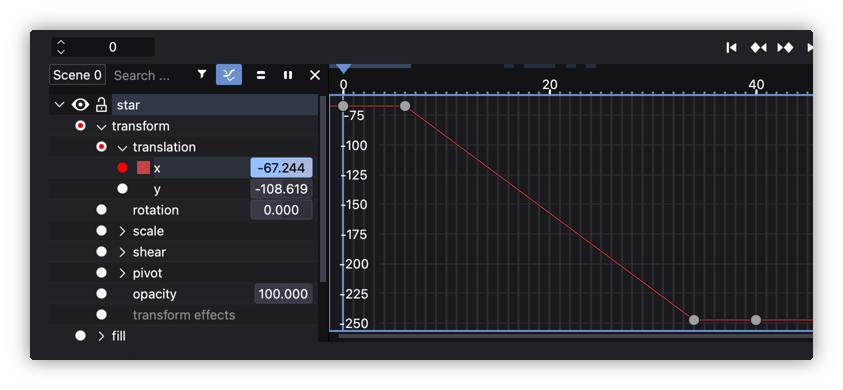 0
Scene 0 Search ...
0 20 40
star
transform
translation
x -67.244
y -108.619
rotation 0.000
scale
shear
pivot
opacity 100.000
transform effects
fill
-75
-100
-125
-150
-175
-200
-225
-250